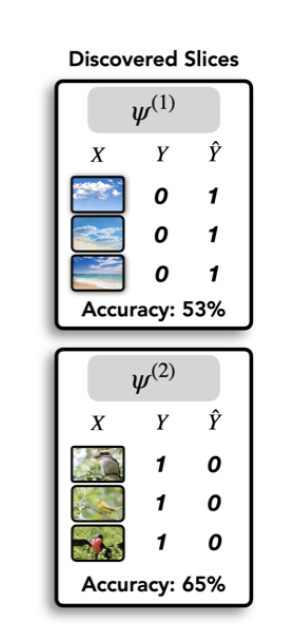 Discovered Slices
ψ(1)
X Y Ŷ
0 1
0 1
0 1
Accuracy: 53%
ψ(2)
X Y Ŷ
1 0
1 0
1 0
Accuracy: 65%